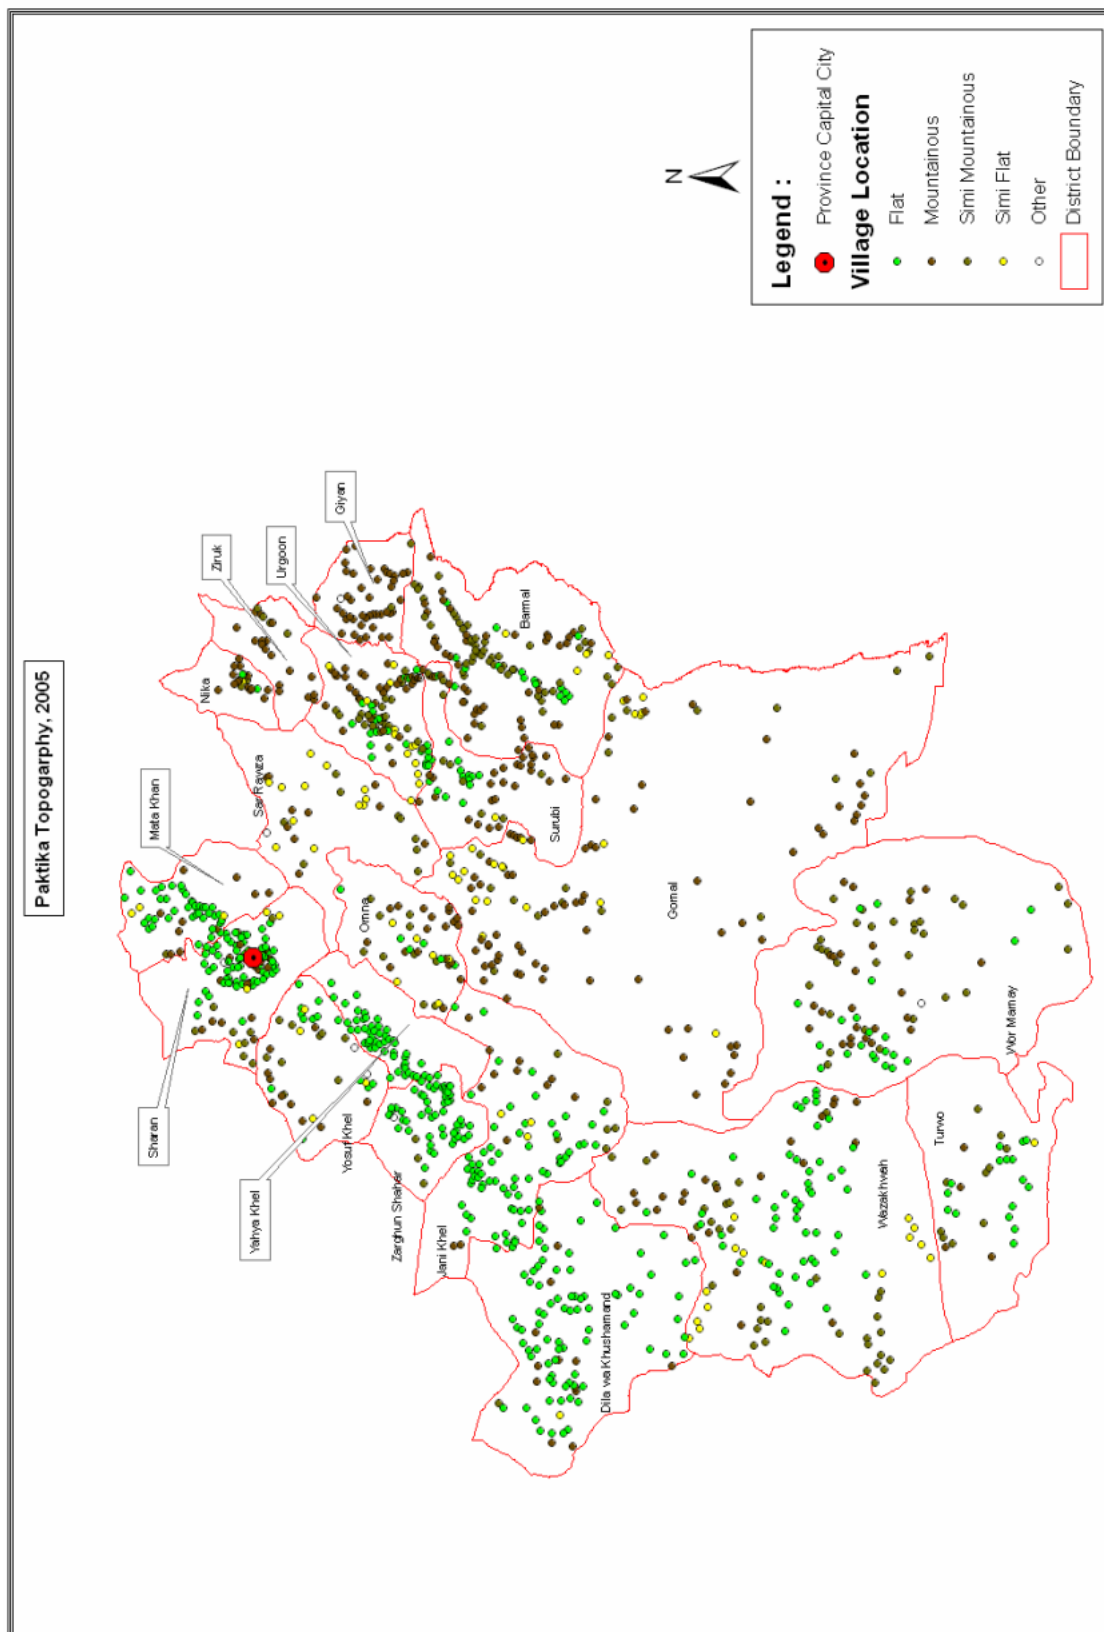 Paktika Topogarphy, 2005
Mata Khan
Sharan
Nika
Ziruk
Sar Rawza
Urgoon
Giyan
Yahya Khel
Omna
Yosuf Khel
Zarghun Shaher
Jani Khel
Barmal
Surubi
Dila wa Khushamand
Gomal
Wazakhwah
Turwo
Wor Mamay
N
Legend :
Province Capital City
Village Location
Flat
Mountainous
Simi Mountainous
Simi Flat
Other
District Boundary